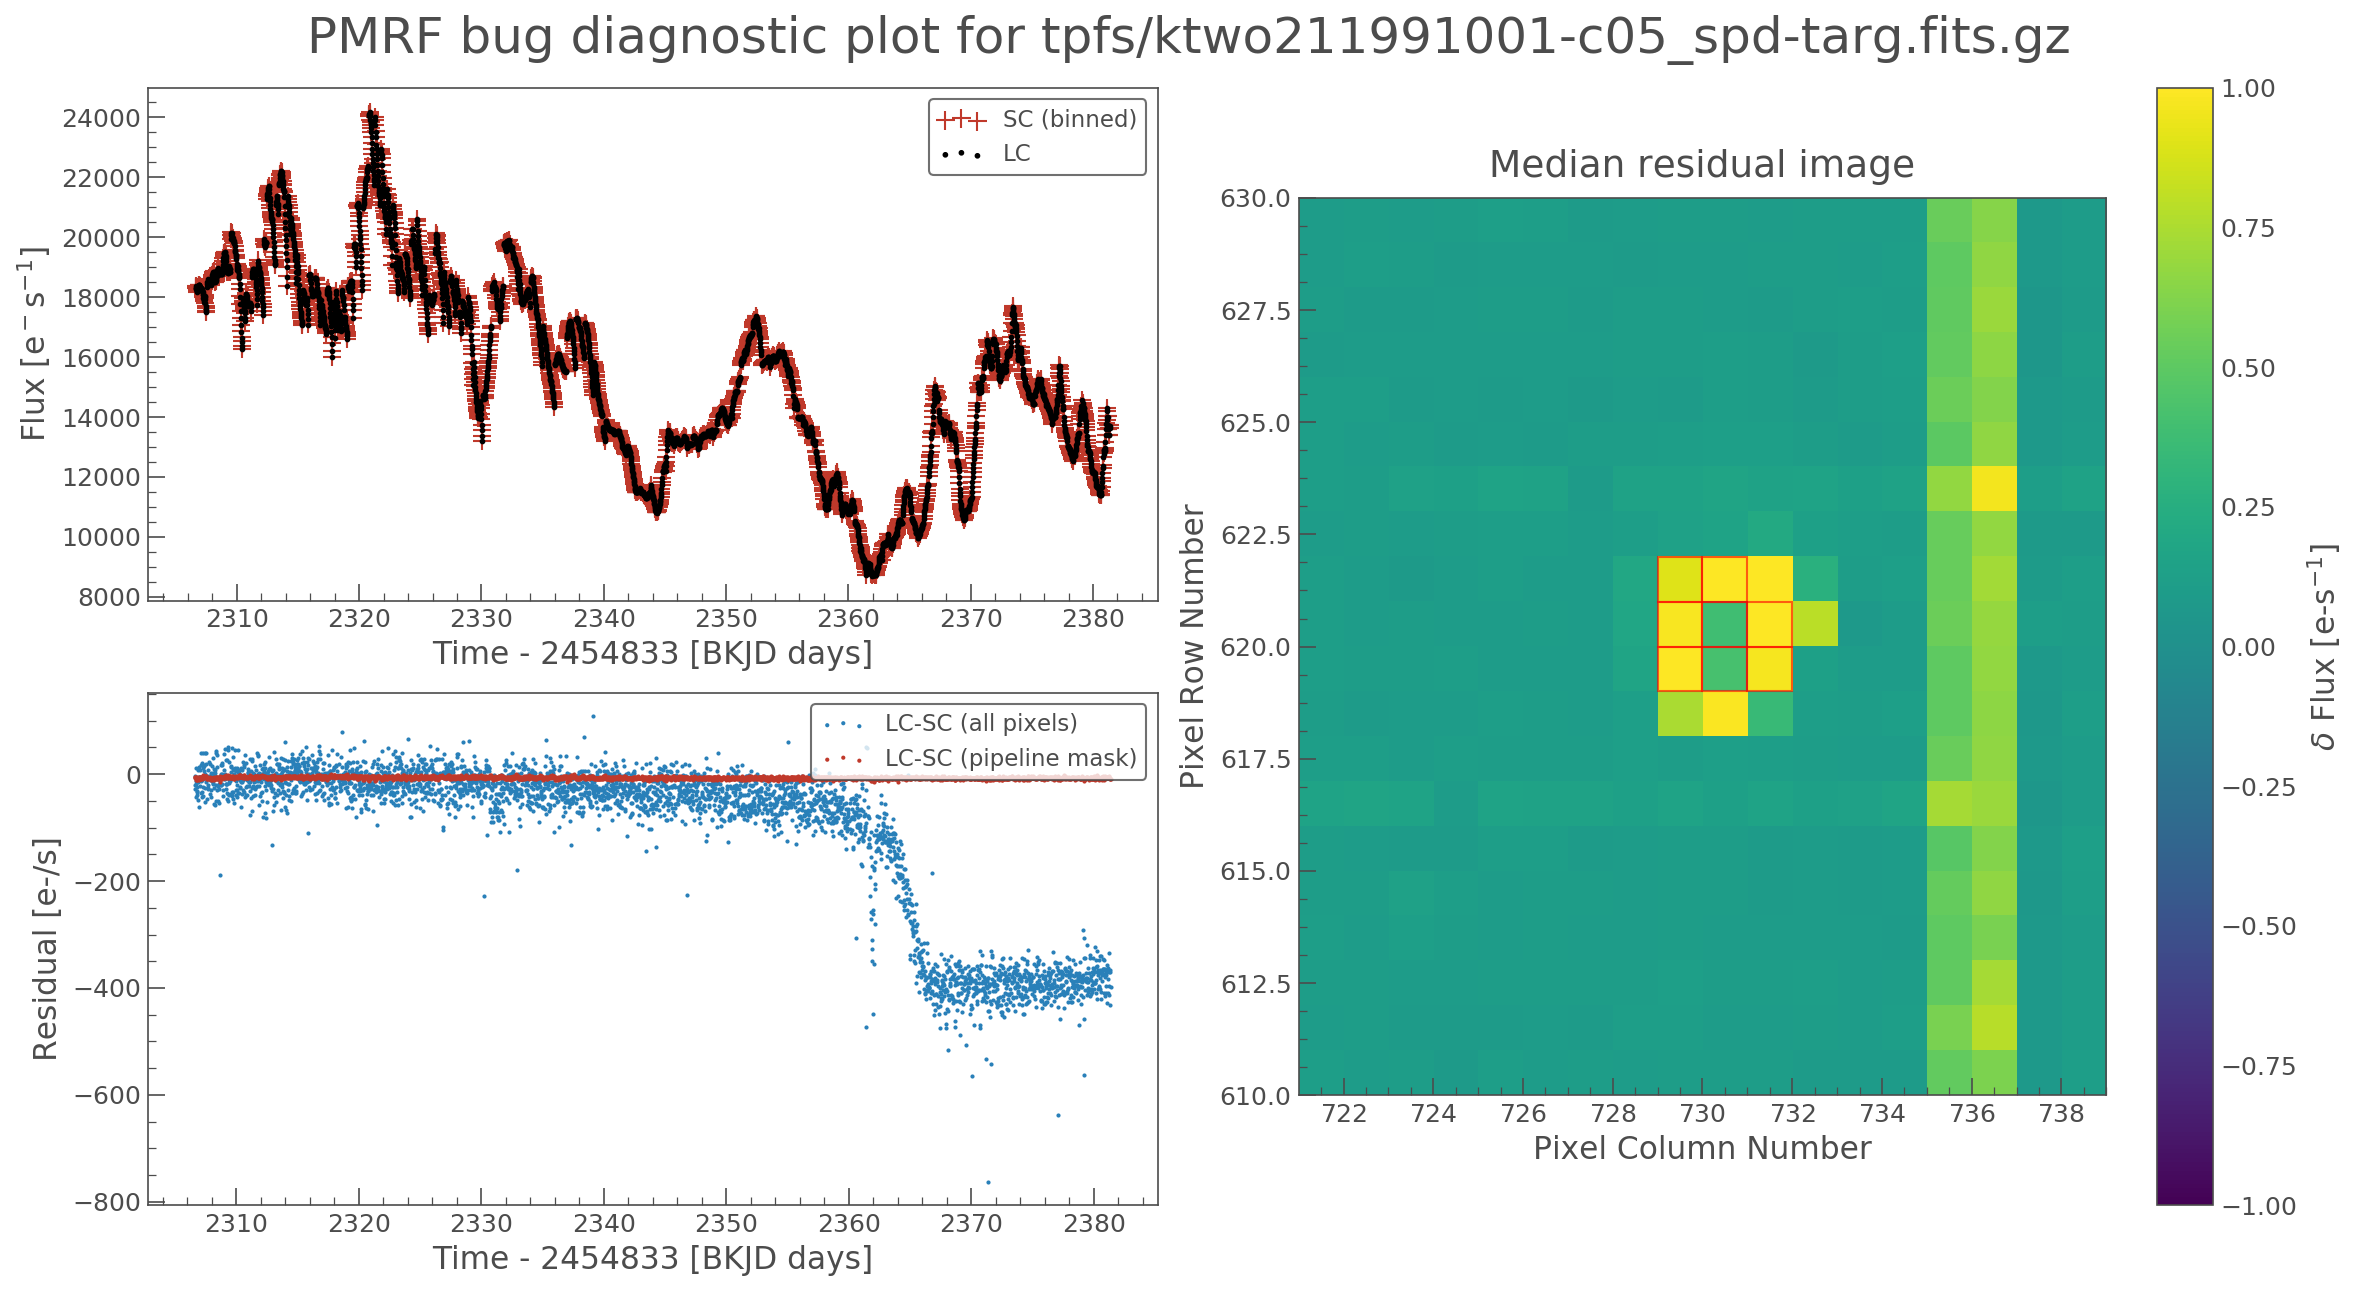 PMRF bug diagnostic plot for tpfs/ktwo211991001-c05_spd-targ.fits.gz
24000
22000
20000
18000
16000
14000
12000
10000
8000
Flux [e⁻ s⁻¹]
SC (binned)
LC
2310 2320 2330 2340 2350 2360 2370 2380
Time - 2454833 [BKJD days]
0
−200
−400
−600
−800
Residual [e-/s]
LC-SC (all pixels)
LC-SC (pipeline mask)
2310 2320 2330 2340 2350 2360 2370 2380
Time - 2454833 [BKJD days]
Median residual image
630.0
627.5
625.0
622.5
620.0
617.5
615.0
612.5
610.0
Pixel Row Number
722 724 726 728 730 732 734 736 738
Pixel Column Number
1.00
0.75
0.50
0.25
0.00
−0.25
−0.50
−0.75
−1.00
δ Flux [e-s⁻¹]